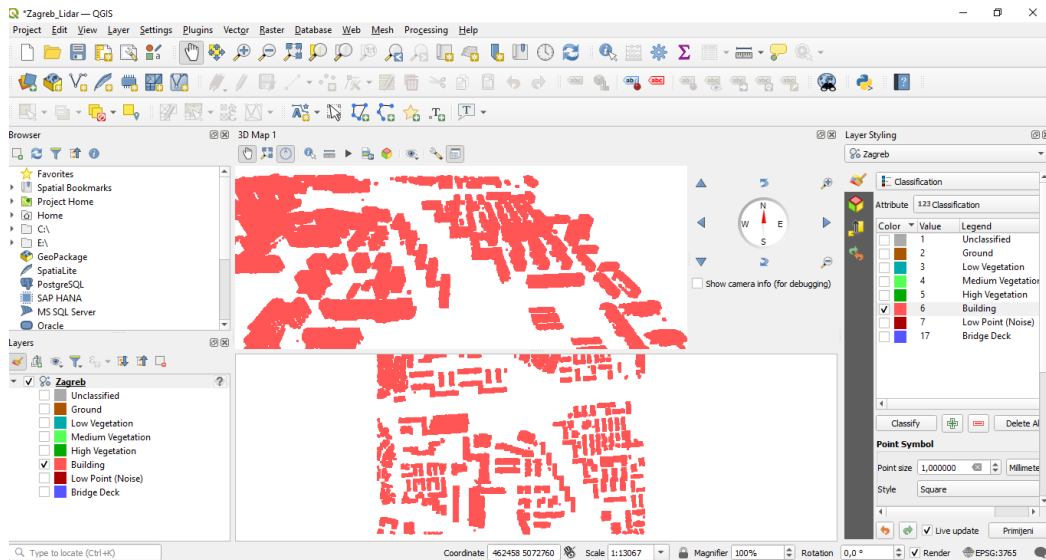 *Zagreb_Lidar — QGIS
Project Edit View Layer Settings Plugins Vector Raster Database Web Mesh Processing Help
Browser
Favorites
Spatial Bookmarks
Project Home
Home
C:\
E:\
GeoPackage
SpatiaLite
PostgreSQL
SAP HANA
MS SQL Server
Oracle
Layers
Zagreb
Unclassified
Ground
Low Vegetation
Medium Vegetation
High Vegetation
Building
Low Point (Noise)
Bridge Deck
3D Map 1
N
W E
S
Show camera info (for debugging)
Layer Styling
Zagreb
Classification
Attribute 123 Classification
Color Value Legend
1 Unclassified
2 Ground
3 Low Vegetation
4 Medium Vegetation
5 High Vegetation
6 Building
7 Low Point (Noise)
17 Bridge Deck
Classify Delete Al
Point Symbol
Point size 1,000000 Millimete
Style Square
Live update Primijeni
Type to locate (Ctrl+K) Coordinate 462458 5072760 Scale 1:13067 Magnifier 100% Rotation 0,0 ° Render EPSG:3765